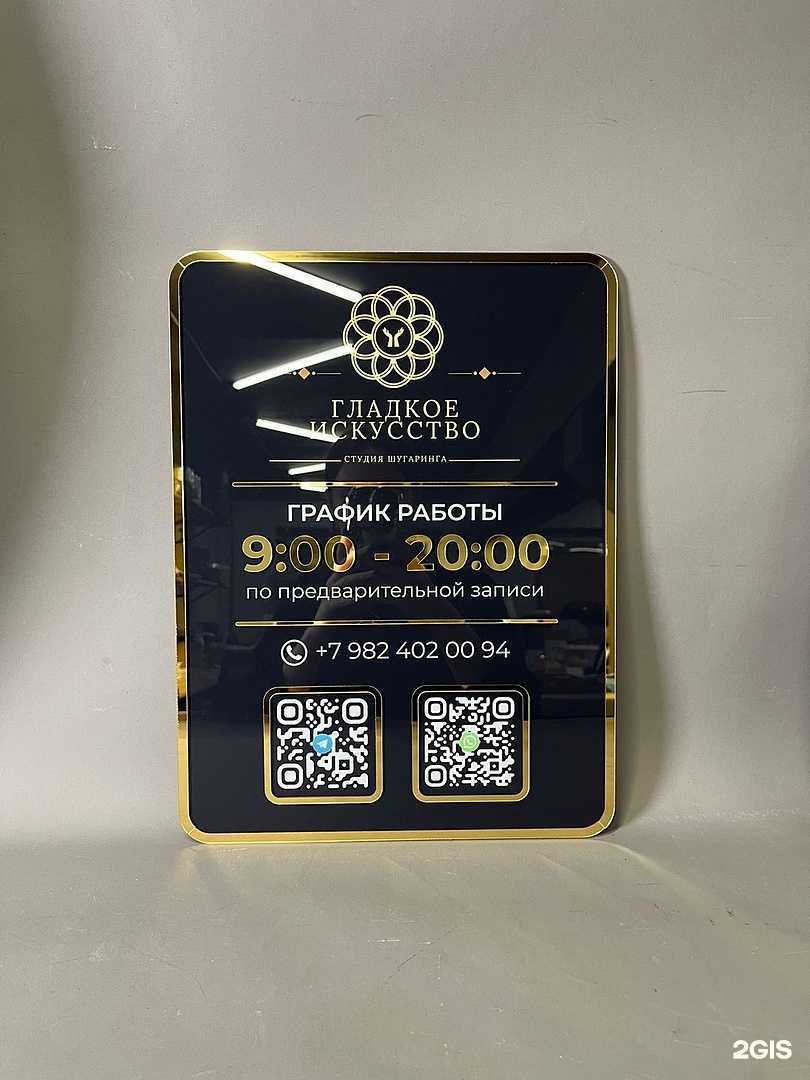 ГЛАДКОЕ
ИСКУССТВО
СТУДИЯ ШУГАРИНГА
ГРАФИК РАБОТЫ
9:00 - 20:00
по предварительной записи
+7 982 402 00 94
2GIS